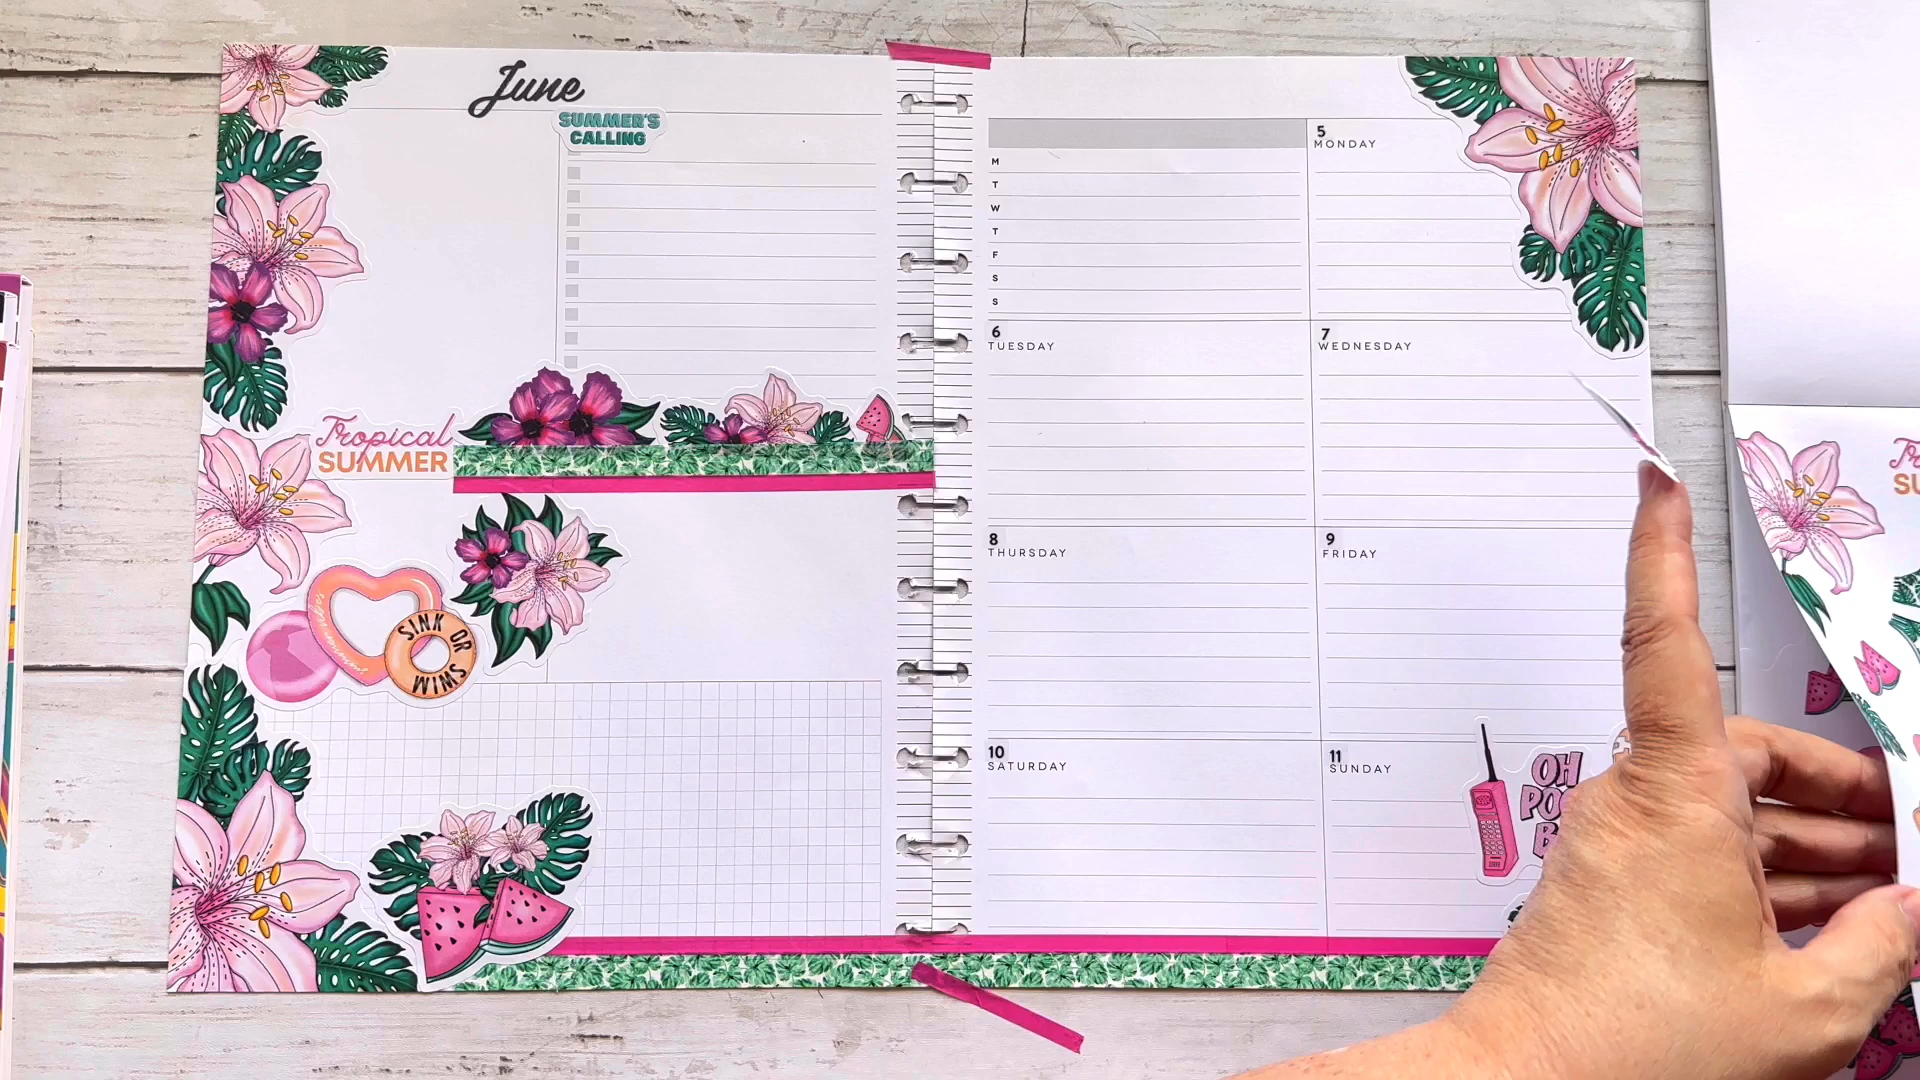 June
SUMMER'S
CALLING
Tropical
SUMMER
SINK OR
SWIM
M
T
W
T
F
S
S
5
MONDAY
6
TUESDAY
7
WEDNESDAY
8
THURSDAY
9
FRIDAY
10
SATURDAY
11
SUNDAY
OH